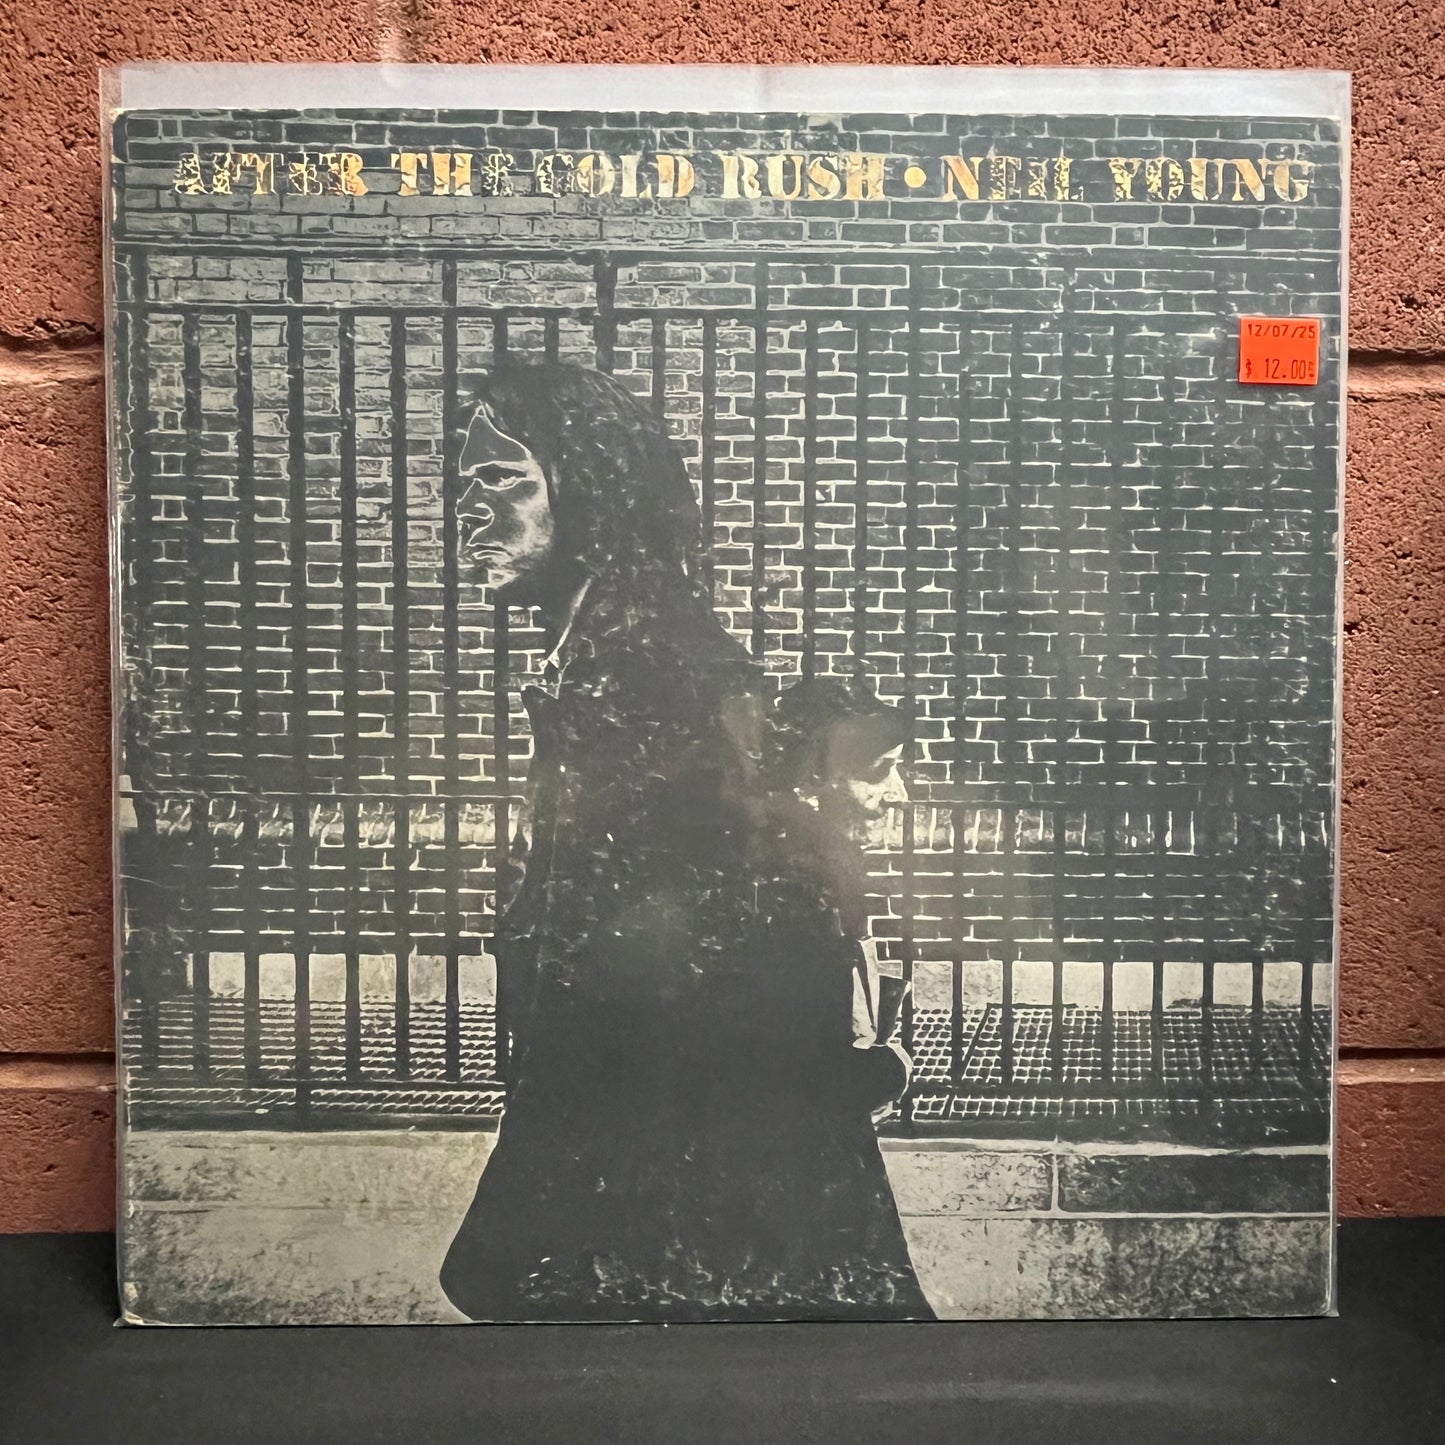 AFTER THE GOLD RUSH • NEIL YOUNG
12/07/25
$ 12.00